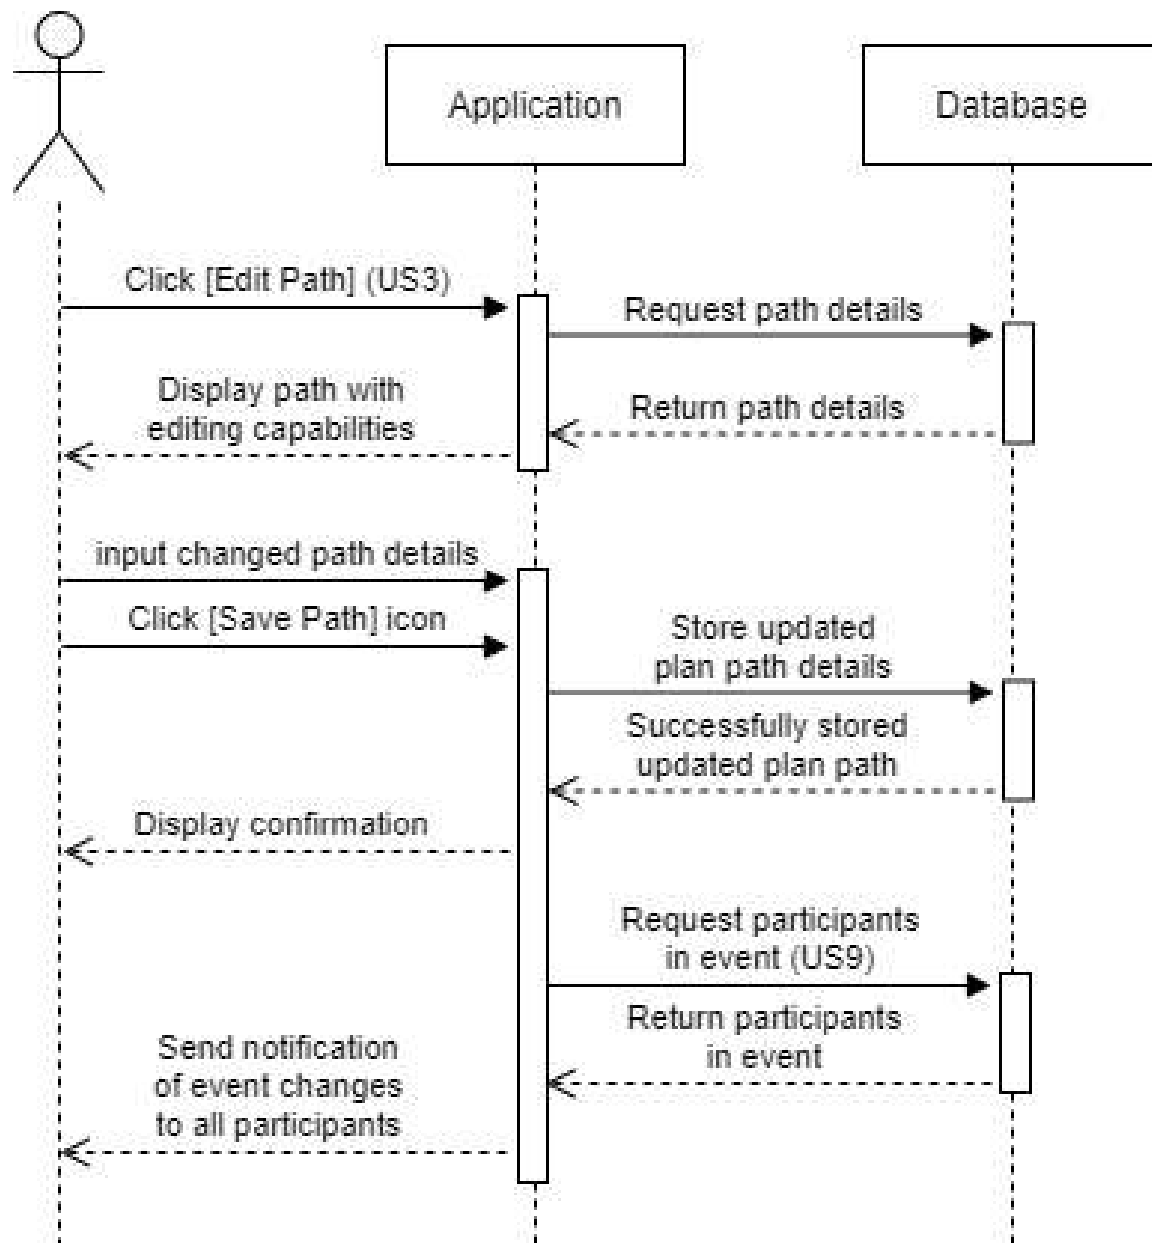 Application
Database
Click [Edit Path] (US3)
Request path details
Display path with
editing capabilities
Return path details
input changed path details
Click [Save Path] icon
Store updated
plan path details
Successfully stored
updated plan path
Display confirmation
Request participants
in event (US9)
Return participants
in event
Send notification
of event changes
to all participants